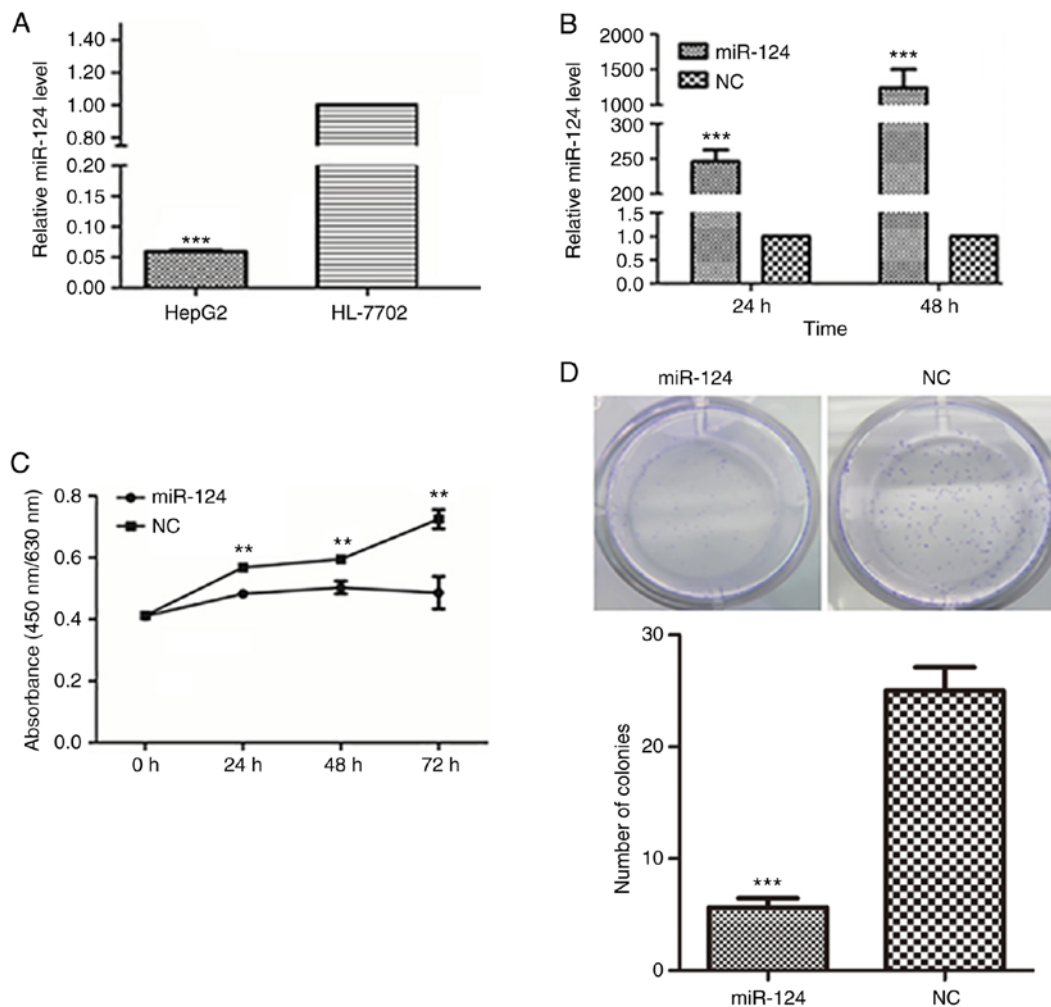 A
Relative miR-124 level
1.40
1.20
1.00
0.80
0.20
0.15
0.10
0.05
0.00
***
HepG2
HL-7702
B
Relative miR-124 level
2000
1500
1000
300
250
200
1.5
1.0
0.5
0.0
miR-124
NC
***
***
24 h
48 h
Time
C
Absorbance (450 nm/630 nm)
0.8
0.6
0.4
0.2
0.0
miR-124
NC
**
**
**
0 h
24 h
48 h
72 h
D
miR-124
NC
Number of colonies
30
20
10
0
***
miR-124
NC